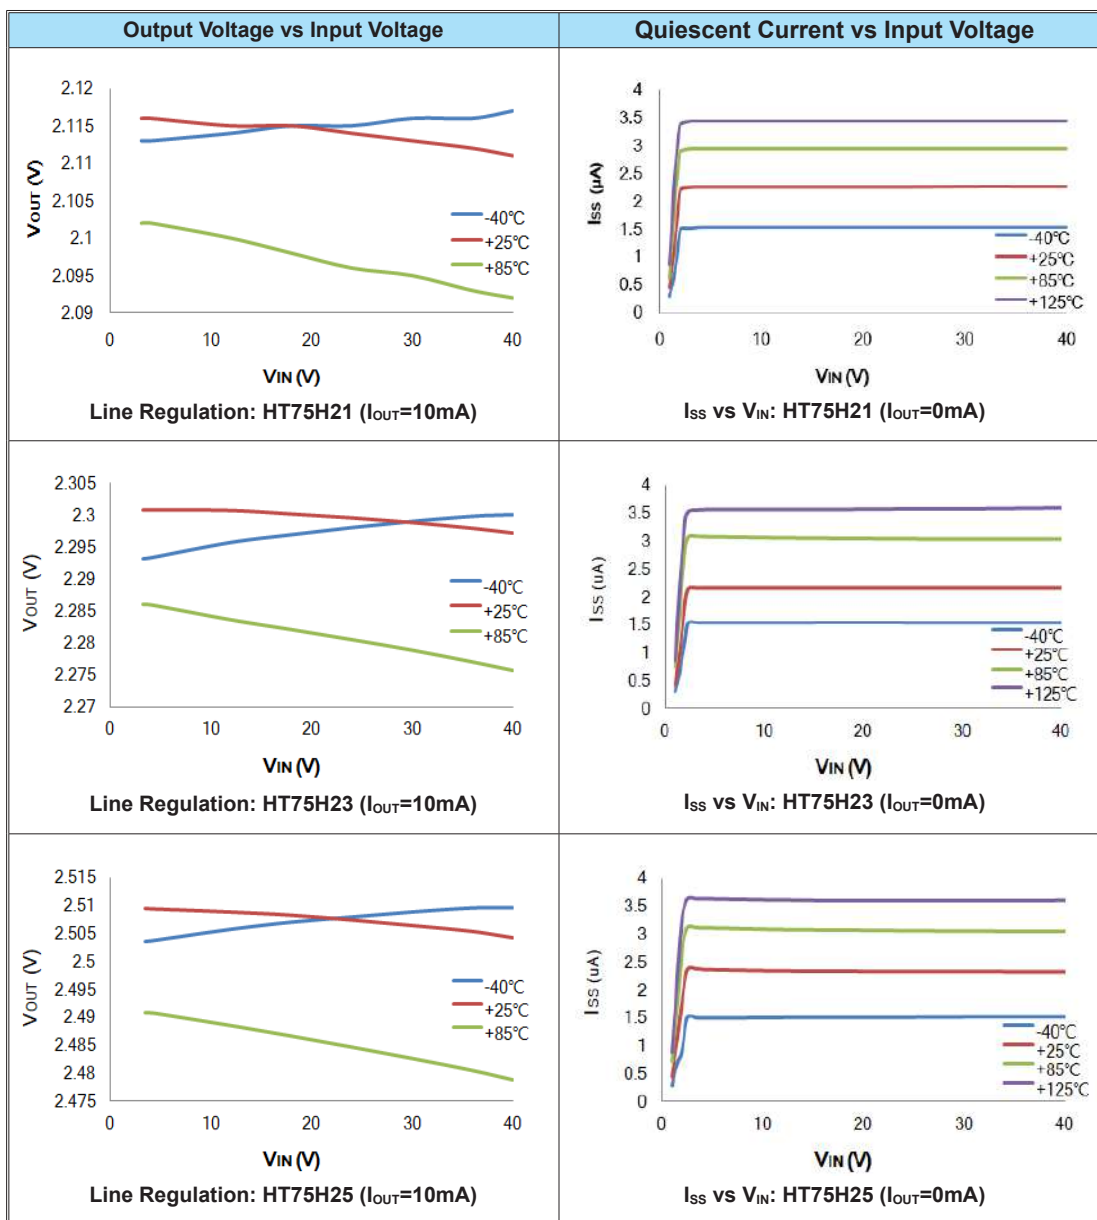 Output Voltage vs Input Voltage
Quiescent Current vs Input Voltage
2.12
2.115
2.11
2.105
2.1
2.095
2.09
VOUT (V)
-40℃
+25℃
+85℃
0 10 20 30 40
VIN (V)
Line Regulation: HT75H21 (IOUT=10mA)
4
3.5
3
2.5
2
1.5
1
0.5
0
ISS (μA)
-40℃
+25℃
+85℃
+125℃
0 10 20 30 40
VIN (V)
ISS vs VIN: HT75H21 (IOUT=0mA)
2.305
2.3
2.295
2.29
2.285
2.28
2.275
2.27
VOUT (V)
-40℃
+25℃
+85℃
0 10 20 30 40
VIN (V)
Line Regulation: HT75H23 (IOUT=10mA)
4
3.5
3
2.5
2
1.5
1
0.5
0
ISS (uA)
-40℃
+25℃
+85℃
+125℃
0 10 20 30 40
VIN (V)
ISS vs VIN: HT75H23 (IOUT=0mA)
2.515
2.51
2.505
2.5
2.495
2.49
2.485
2.48
2.475
VOUT (V)
-40℃
+25℃
+85℃
0 10 20 30 40
VIN (V)
Line Regulation: HT75H25 (IOUT=10mA)
4
3.5
3
2.5
2
1.5
1
0.5
0
ISS (uA)
-40℃
+25℃
+85℃
+125℃
0 10 20 30 40
VIN (V)
ISS vs VIN: HT75H25 (IOUT=0mA)